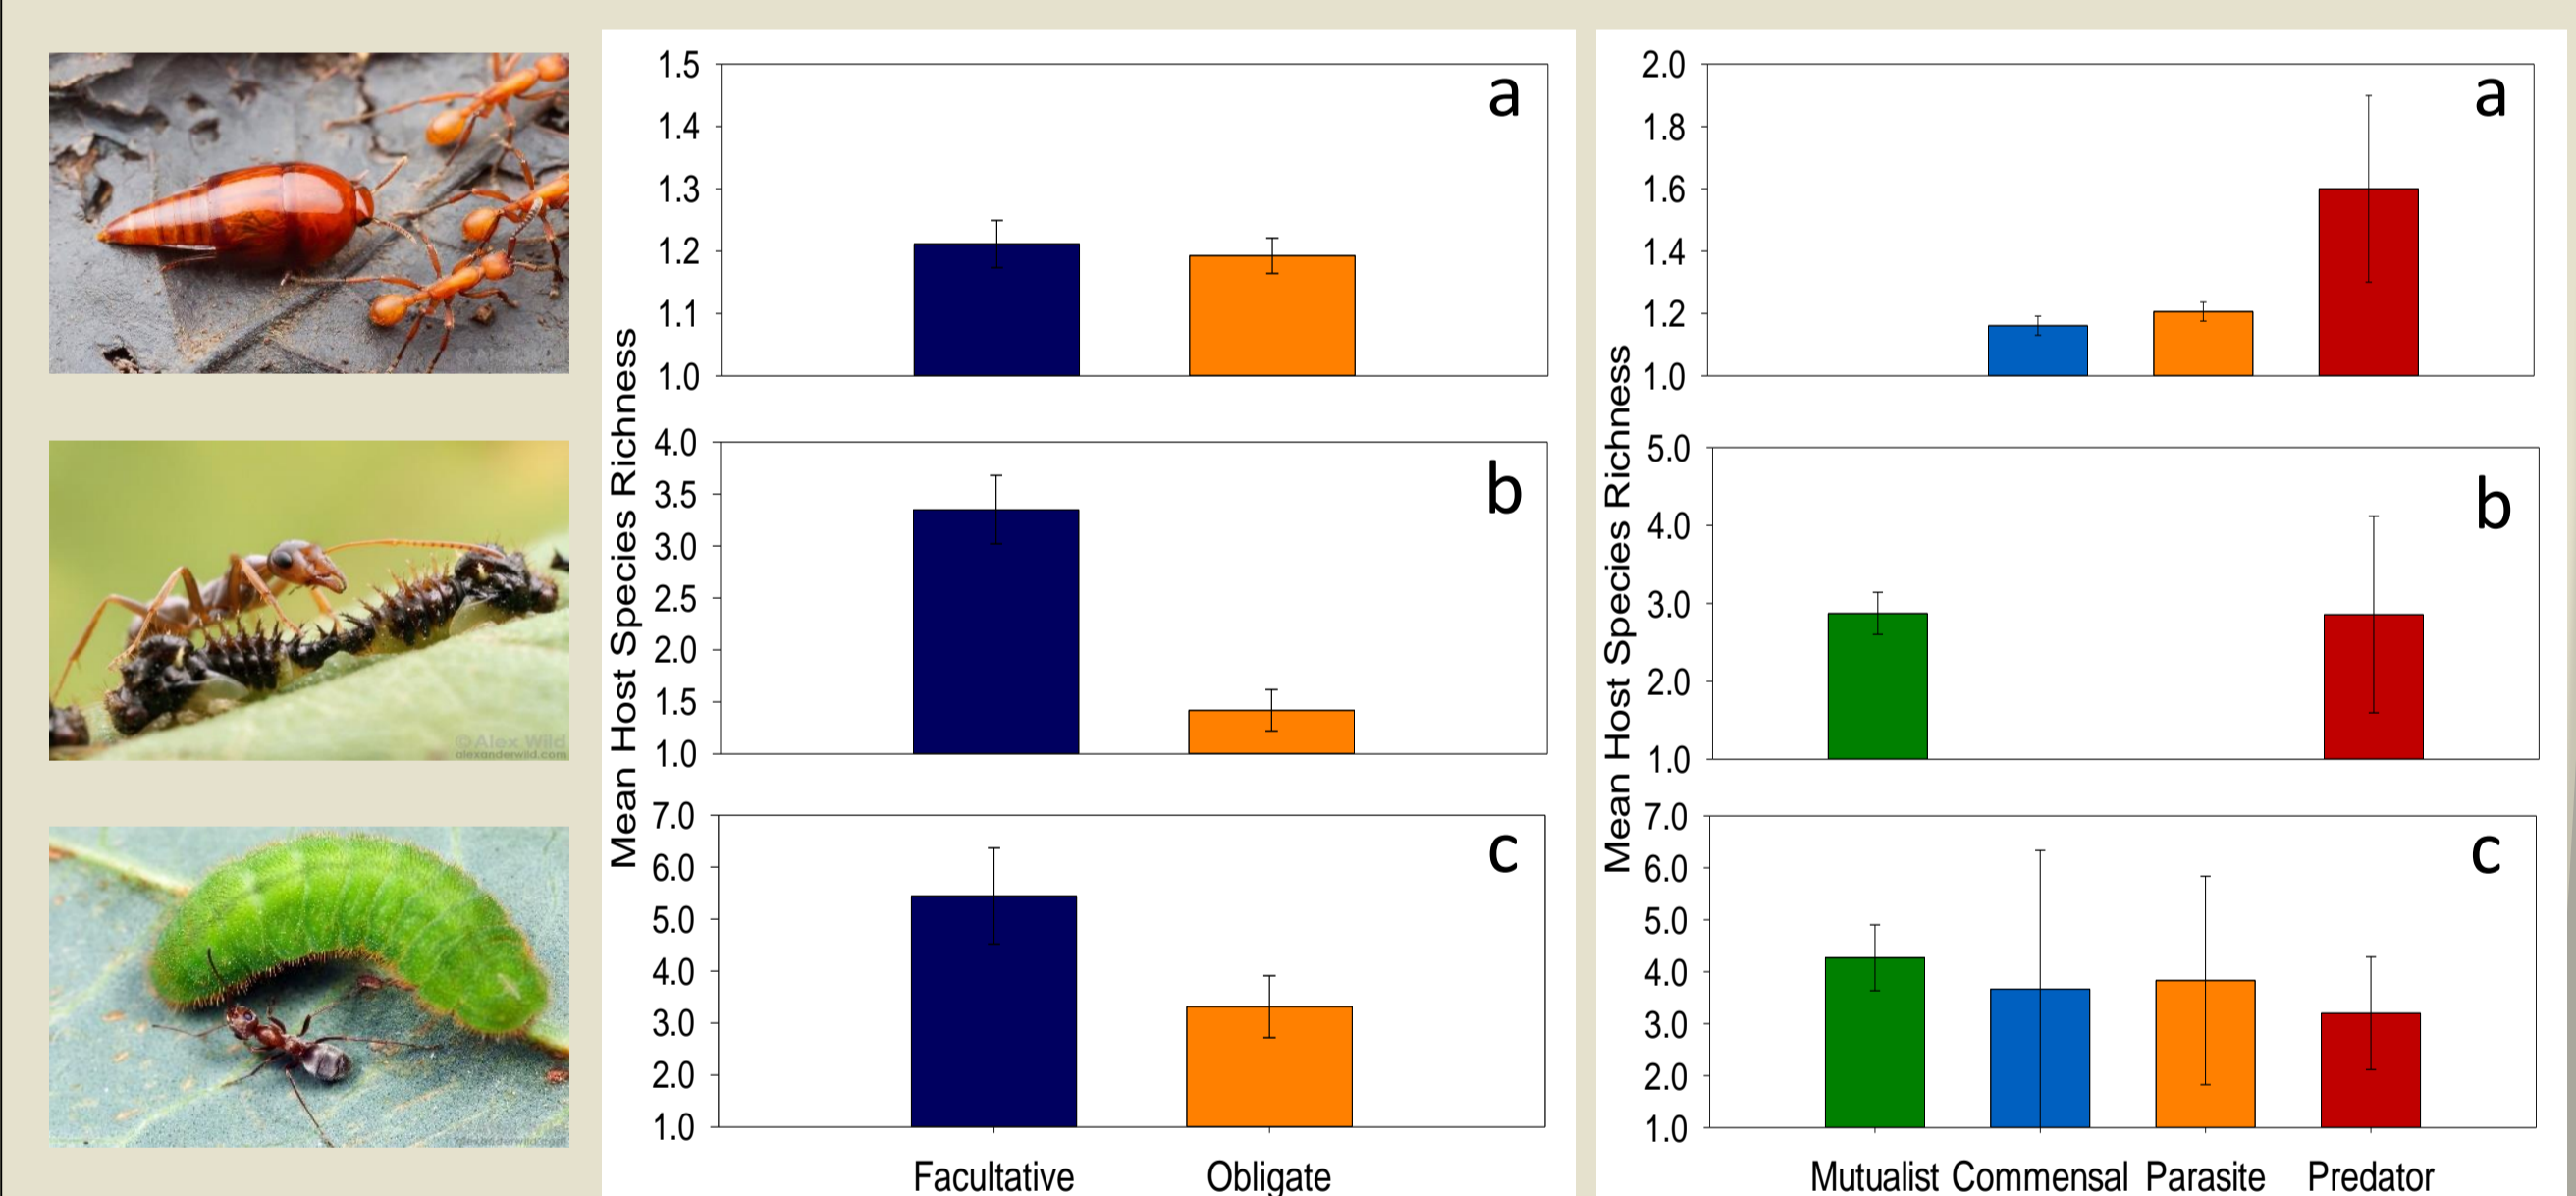 © Alex Wild
alexanderwild.com
alexanderwild.com
Mean Host Species Richness
1.5
1.4
1.3
1.2
1.1
1.0
a
4.0
3.5
3.0
2.5
2.0
1.5
1.0
b
7.0
6.0
5.0
4.0
3.0
2.0
1.0
c
Facultative Obligate
Mean Host Species Richness
2.0
1.8
1.6
1.4
1.2
1.0
a
5.0
4.0
3.0
2.0
1.0
b
7.0
6.0
5.0
4.0
3.0
2.0
1.0
c
Mutualist Commensal Parasite Predator